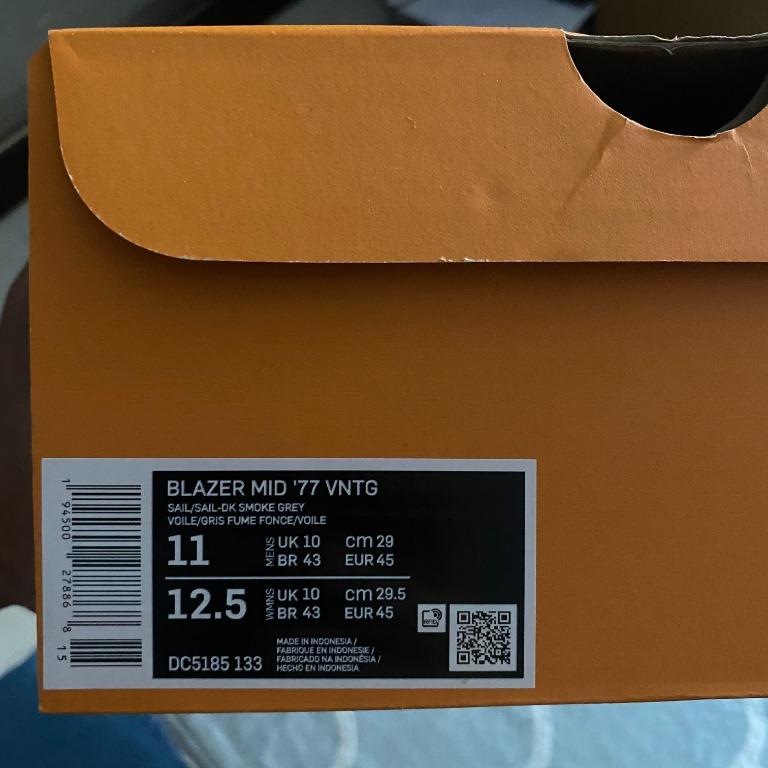 BLAZER MID '77 VNTG
SAIL/SAIL-DK SMOKE GREY
VOILE/GRIS FUME FONCE/VOILE
11 MENS UK 10 cm 29
BR 43 EUR 45
12.5 WMNS UK 10 cm 29.5
BR 43 EUR 45
DC5185 133
MADE IN INDONESIA /
FABRIQUE EN INDONESIE /
FABRICADO NA INDONÉSIA /
HECHO EN INDONESIA
RFID
1 94500 27886 8 15